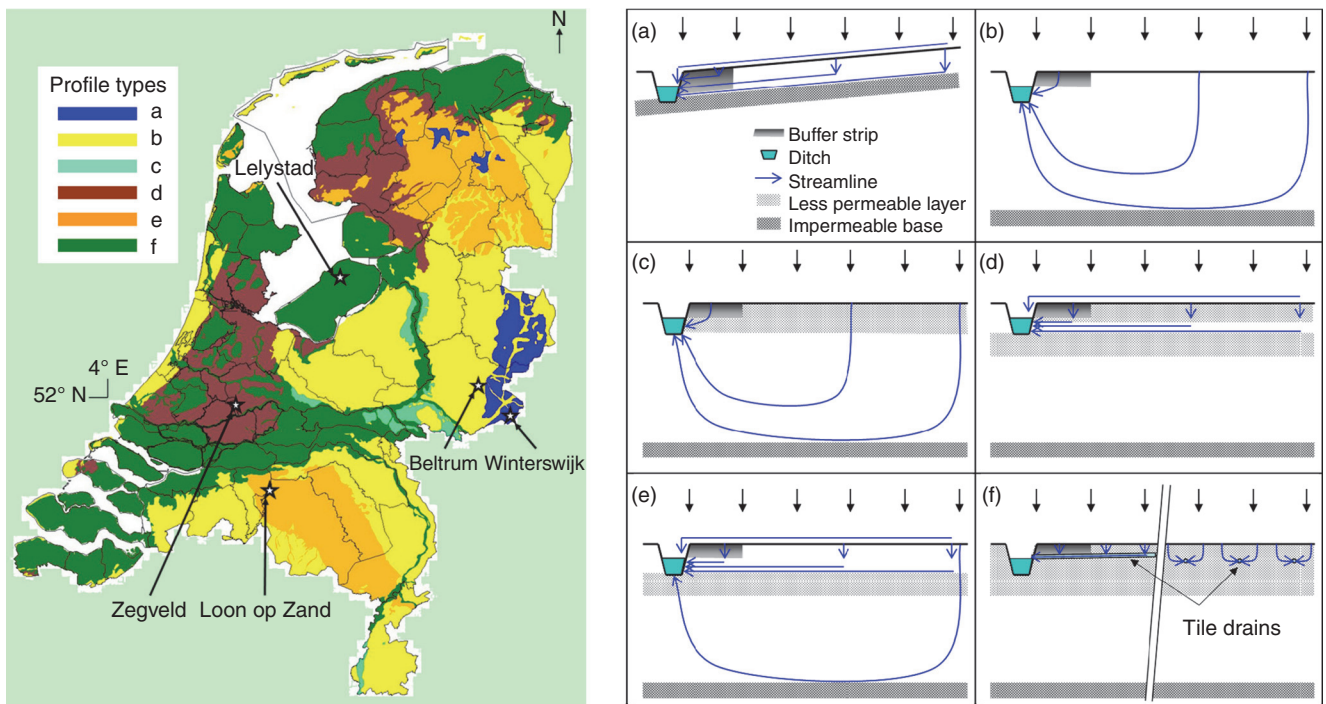 N
Profile types
a
b
c
d
e
f
Lelystad
4° E
52° N
Beltrum Winterswijk
Zegveld
Loon op Zand
(a)
Buffer strip
Ditch
Streamline
Less permeable layer
Impermeable base
(b)
(c)
(d)
(e)
(f)
Tile drains